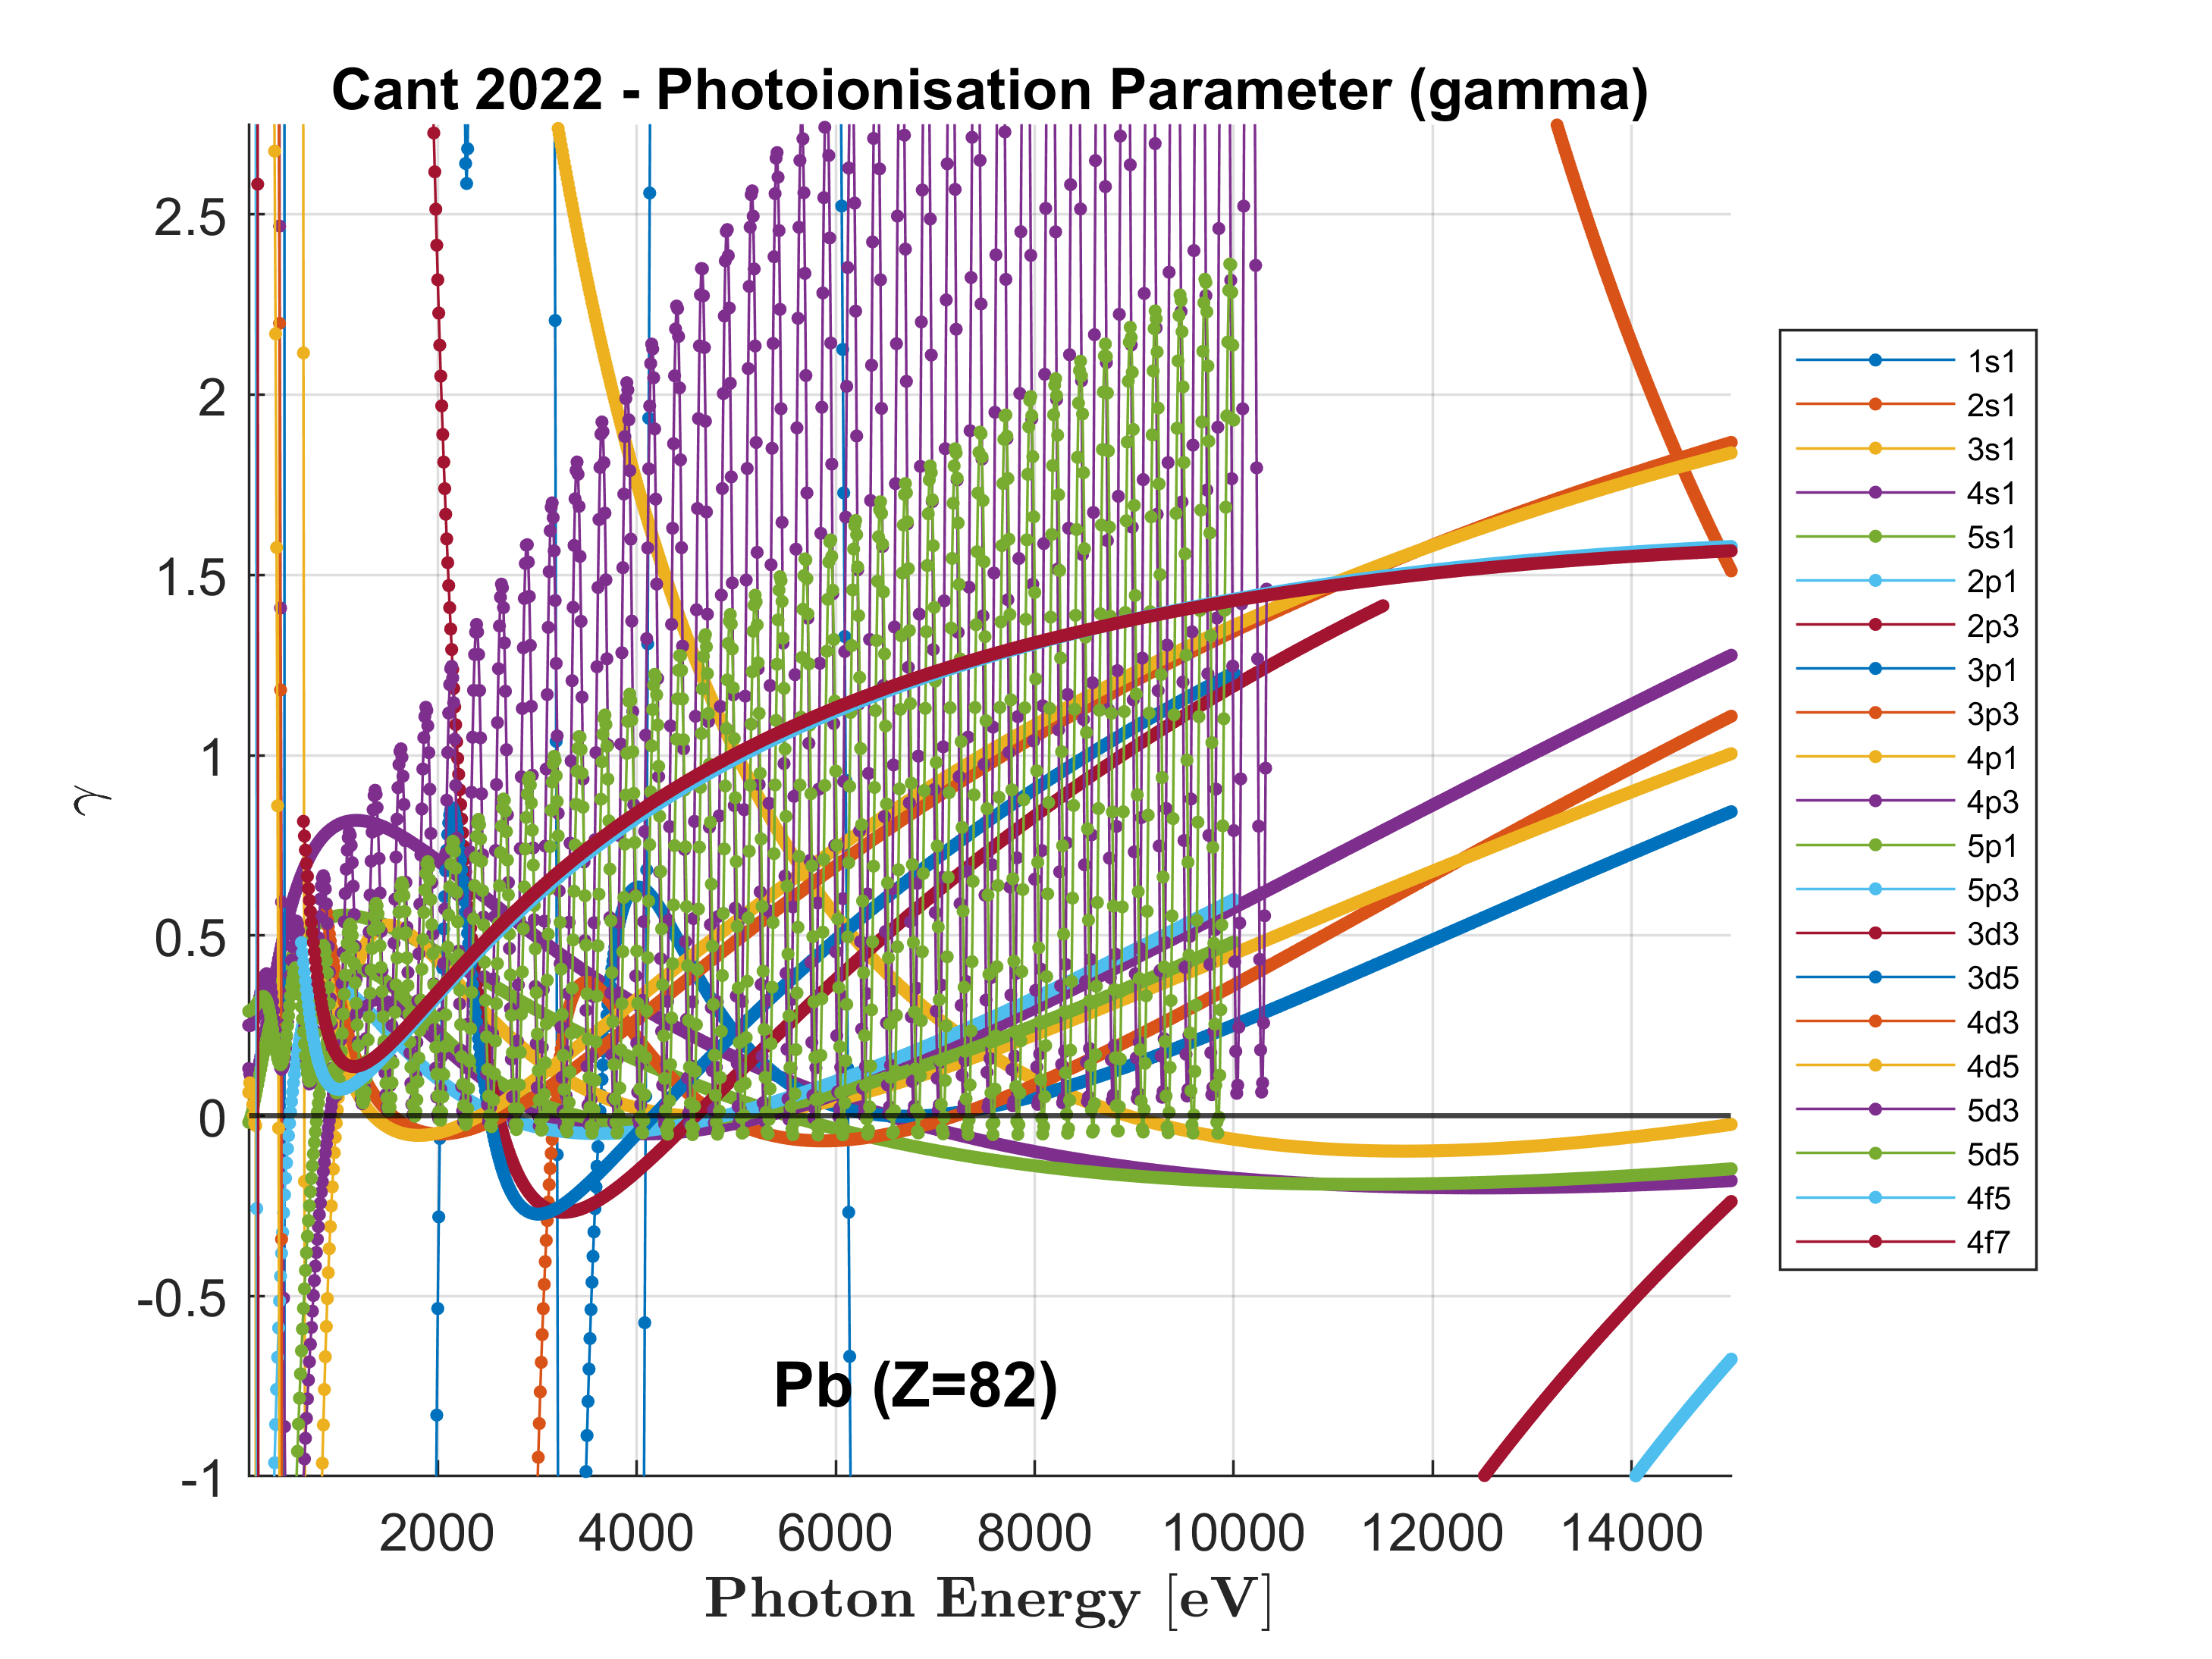 Cant 2022 - Photoionisation Parameter (gamma)
2.5
2
1.5
1
0.5
0
-0.5
-1
γ
Pb (Z=82)
2000 4000 6000 8000 10000 12000 14000
Photon Energy [eV]
1s1
2s1
3s1
4s1
5s1
2p1
2p3
3p1
3p3
4p1
4p3
5p1
5p3
3d3
3d5
4d3
4d5
5d3
5d5
4f5
4f7